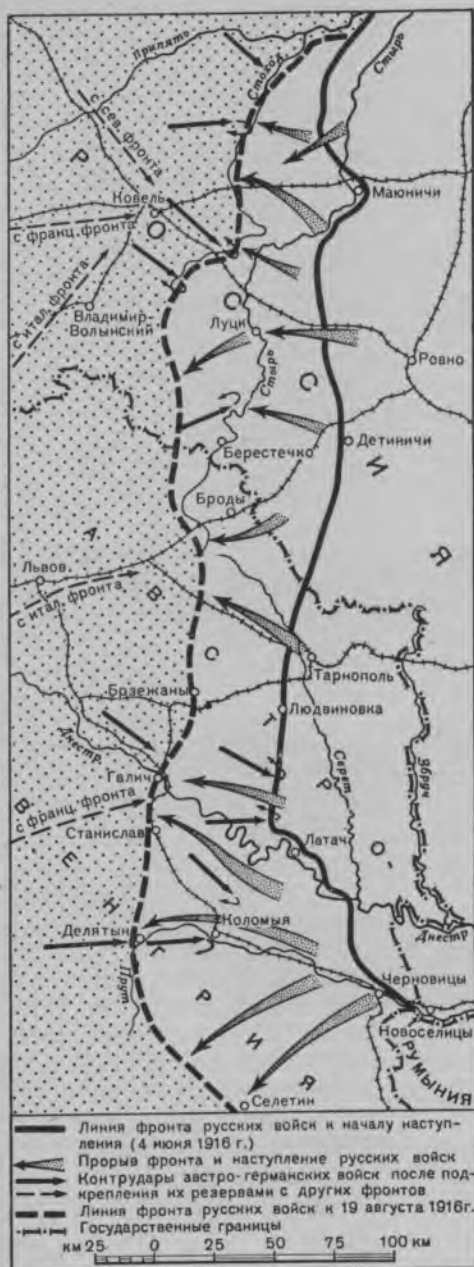 Припять
Стоход
Стырь
с сев. фронта
Р
О
С
С
И
Я
Маюничи
Ковель
с франц. фронта
с итал. фронта
Владимир-
Волынский
Луцк
Ровно
Стырь
Берестечко
Детиничи
Броды
Львов
с итал. фронта
А
В
С
Т
Р
О-
В
Е
Н
Г
Р
И
Я
Тарнополь
Брзежаны
Людвиновка
Днестр
Серет
Збруч
Галич
с франц. фронта
Станислав
Латач
Днестр
Делятын
Коломыя
Прут
Черновицы
Новоселицы
РУМЫНИЯ
Селетин
Линия фронта русских войск к началу наступ-
ления (4 июня 1916 г.)
Прорыв фронта и наступление русских войск
Контрудары австро-германских войск после под-
крепления их резервами с других фронтов
Линия фронта русских войск к 19 августа 1916г.
Государственные границы
км 25 0 25 50 75 100 км